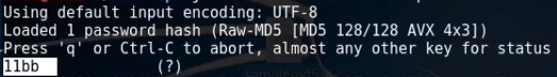 Using default input encoding: UTF-8
Loaded 1 password hash (Raw-MD5 [MD5 128/128 AVX 4x3])
Press 'q' or Ctrl-C to abort, almost any other key for status
11bb (?)